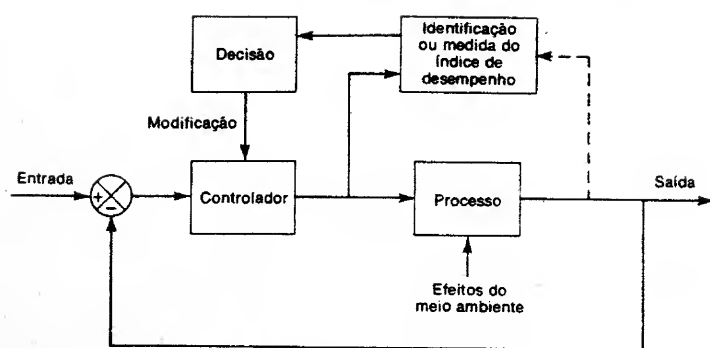 Identificação
ou medida do
índice de
desempenho
Decisão
Modificação
Entrada
+
−
Controlador
Processo
Saída
Efeitos do
meio ambiente